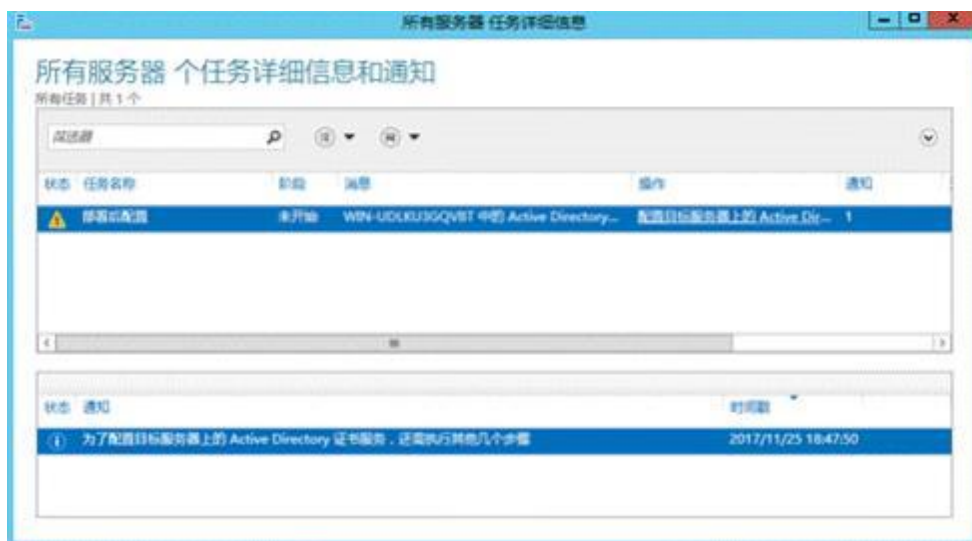 所有服务器 任务详细信息
所有服务器 个任务详细信息和通知
所有任务 | 共 1 个
筛选器
状态 任务名称 阶段 消息 操作 通知
部署后配置 未开始 WIN-UDLKU3GQVBT 中的 Active Directory... 配置目标服务器上的 Active Dir... 1
状态 通知 时间戳
为了配置目标服务器上的 Active Directory 证书服务，还需执行其他几个步骤 2017/11/25 18:47:50